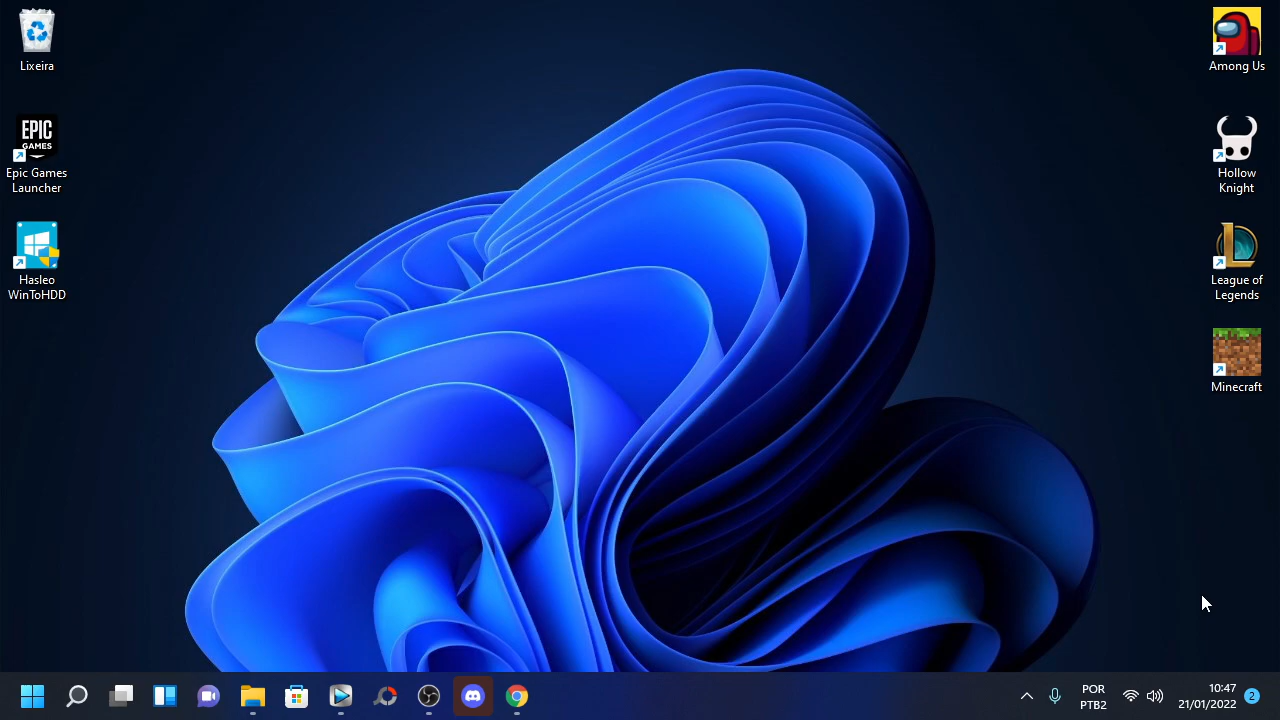 Lixeira
EPIC
GAMES
Epic Games
Launcher
Hasleo
WinToHDD
Among Us
Hollow
Knight
League of
Legends
Minecraft
POR
PTB2
10:47
21/01/2022
2